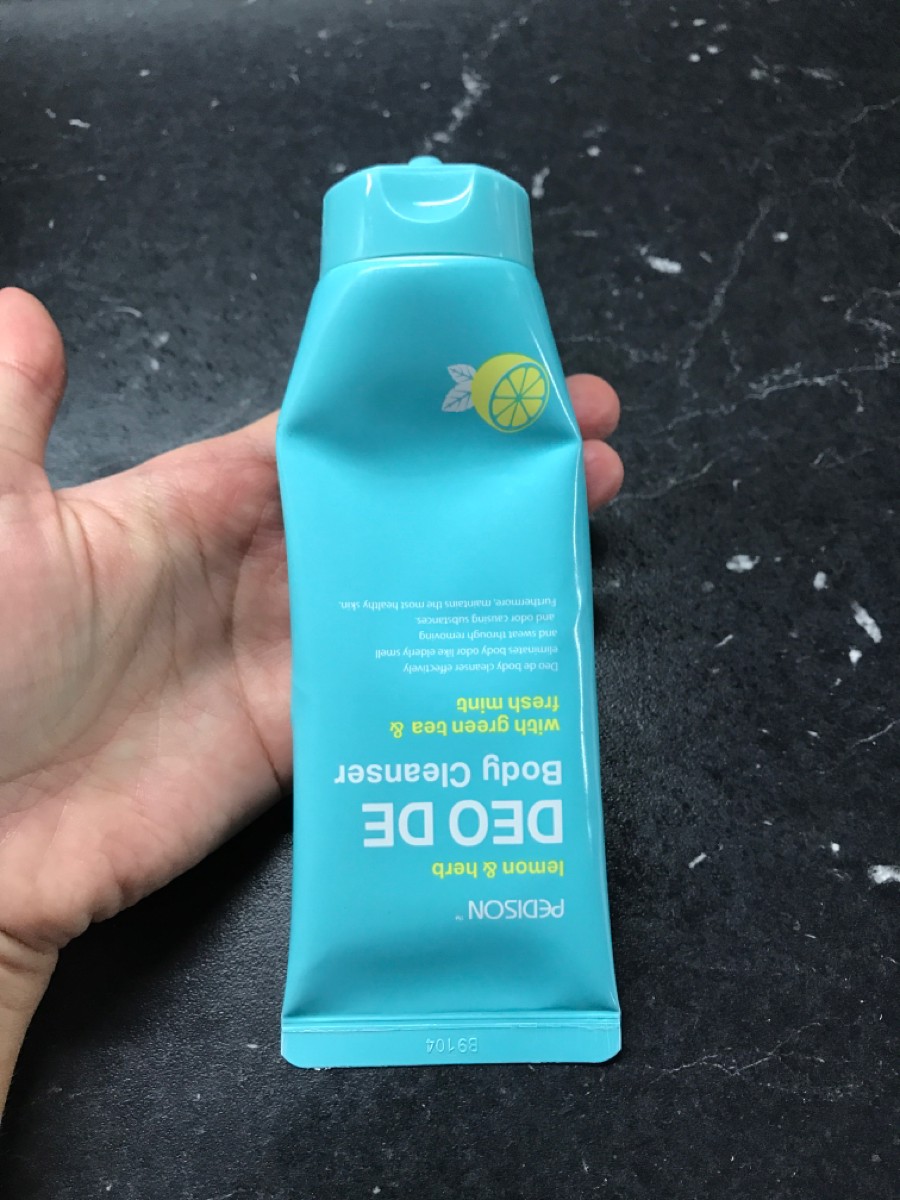 PEDISON™
lemon & herb
DEO DE
Body Cleanser
with green tea &
fresh mint
Deo de body cleanser effectively
eliminates body odor like elderly smell
and sweat through removing
and odor causing substances.
Furthermore, maintains the most healthy skin.
B9104